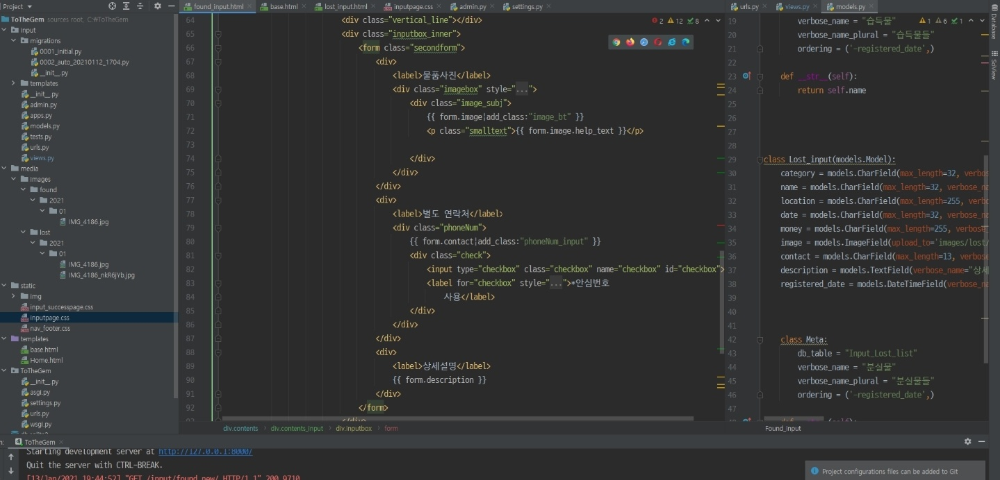 Project
found_input.html
base.html
lost_input.html
inputpage.css
admin.py
settings.py
urls.py
views.py
models.py
ToTheGem sources root, C:\ToTheGem
input
migrations
0001_initial.py
0002_auto_20210112_1704.py
__init__.py
templates
__init__.py
admin.py
apps.py
models.py
tests.py
urls.py
views.py
media
images
found
2021
01
IMG_4186.jpg
lost
2021
01
IMG_4186.jpg
IMG_4186_nkR6jYb.jpg
static
img
input_successpage.css
inputpage.css
nav_footer.css
templates
base.html
Home.html
ToTheGem
__init__.py
asgi.py
settings.py
urls.py
wsgi.py
2 12 8
64 <div class="vertical_line"></div>
65 <div class="inputbox_inner">
66 <form class="secondform">
67 <div>
68 <label>물품사진</label>
69 <div class="imagebox" style="...">
70 <div class="image_subj">
71 {{ form.image|add_class:"image_bt" }}
72 <p class="smalltext">{{ form.image.help_text }}</p>
73
74 </div>
75 </div>
76 </div>
77 <div>
78 <label>별도 연락처</label>
79 <div class="phoneNum">
80 {{ form.contact|add_class:"phoneNum_input" }}
81 <div class="check">
82 <input type="checkbox" class="checkbox" name="checkbox" id="checkbox">
83 <label for="checkbox" style="...">*안심번호
84 사용</label>
85 </div>
86 </div>
87 </div>
88 <div>
89 <label>상세설명</label>
90 {{ form.description }}
91 </div>
92 </form>
div.contents div.contents_input div.inputbox form
1 6 1
19 verbose_name = "습득물"
20 verbose_name_plural = "습득물들"
21 ordering = ('-registered_date',)
22
23 def __str__(self):
24 return self.name
25
26
27
28
29 class Lost_input(models.Model):
30 category = models.CharField(max_length=32, verbos
31 name = models.CharField(max_length=32, verbose_na
32 location = models.CharField(max_length=255, verbo
33 date = models.CharField(max_length=32, verbose_na
34 money = models.CharField(max_length=255, verbose_
35 image = models.ImageField(upload_to='images/lost/
36 contact = models.CharField(max_length=13, verbose
37 description = models.TextField(verbose_name="상세
38 registered_date = models.DateTimeField(verbose_na
39
40
41
42 class Meta:
43 db_table = "Input_Lost_list"
44 verbose_name = "분실물"
45 verbose_name_plural = "분실물들"
46 ordering = ('-registered_date',)
47
Found_input
Database
SciView
ToTheGem
Starting development server at http://127.0.0.1:8000/
Quit the server with CTRL-BREAK.
[13/Jan/2021 19:44:52] "GET /input/found_new/ HTTP/1.1" 200 9710
Project configurations files can be added to Git